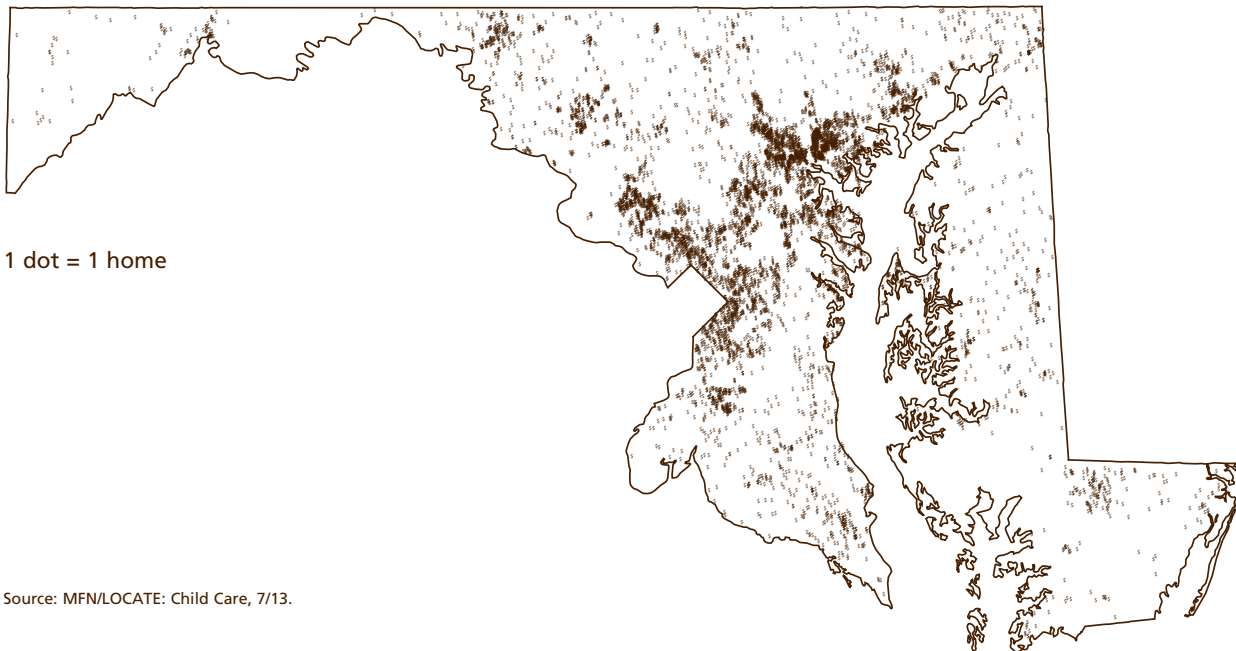 1 dot = 1 home
Source: MFN/LOCATE: Child Care, 7/13.